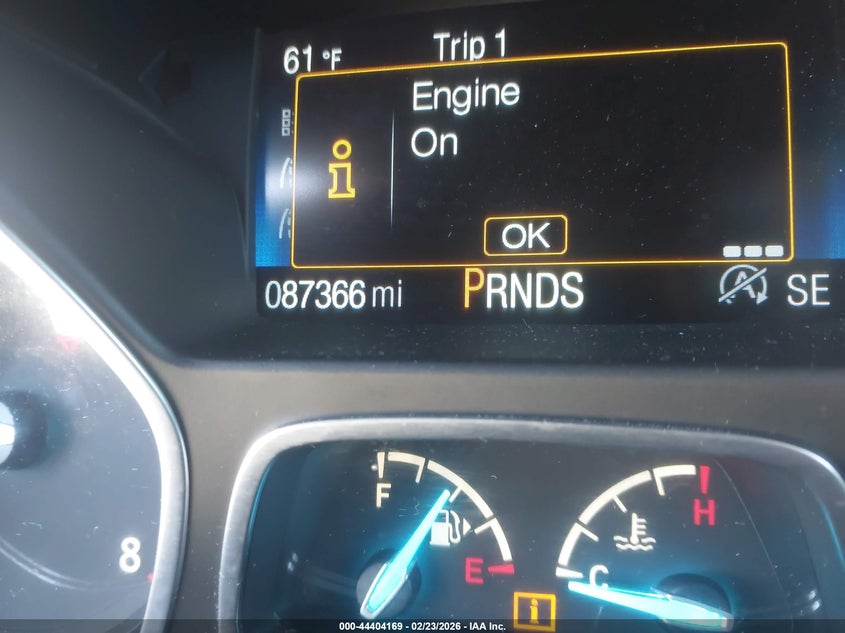 61 °F
Trip 1
Engine
On
i
OK
087366 mi
PRNDS
A
SE
F
E
H
C
8
i
000-44404169 - 02/23/2026 - IAA Inc.